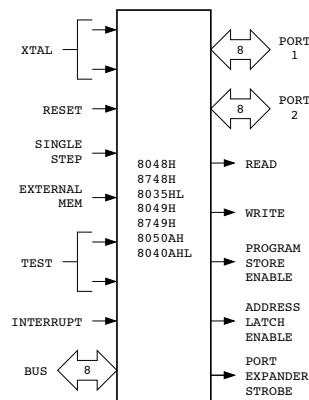 XTAL
RESET
SINGLE
STEP
EXTERNAL
MEM
TEST
INTERRUPT
BUS
8
8048H
8748H
8035HL
8049H
8749H
8050AH
8040AHL
8
PORT
1
8
PORT
2
READ
WRITE
PROGRAM
STORE
ENABLE
ADDRESS
LATCH
ENABLE
PORT
EXPANDER
STROBE